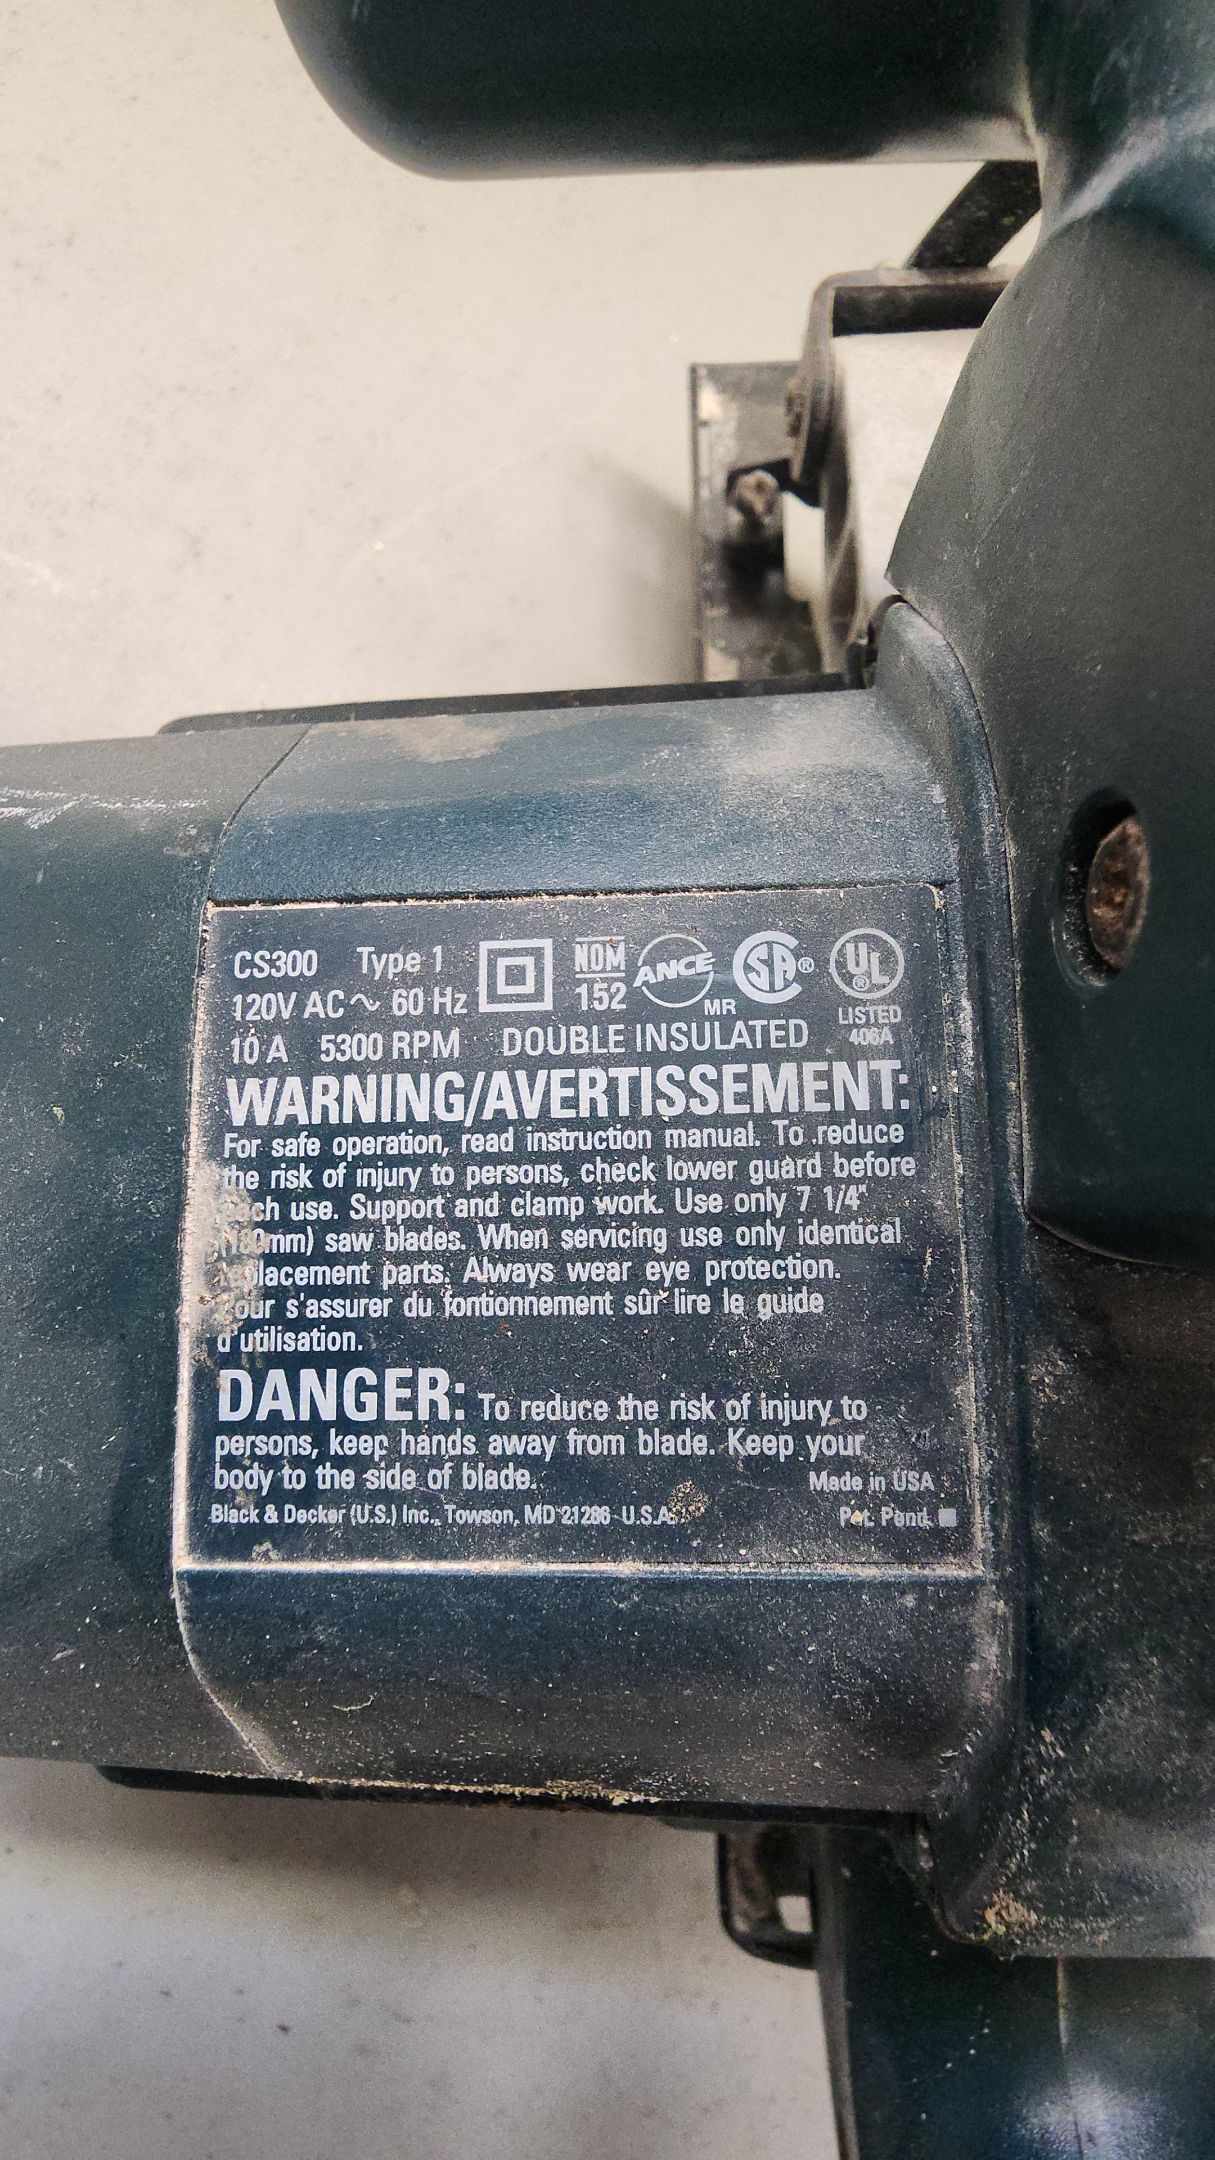 CS300 Type 1
120V AC ~ 60 Hz
10 A 5300 RPM DOUBLE INSULATED
NOM
152
ANCE
MR
SA ®
UL ®
LISTED
406A
WARNING/AVERTISSEMENT:
For safe operation, read instruction manual. To reduce
the risk of injury to persons, check lower guard before
each use. Support and clamp work. Use only 7 1/4"
(180mm) saw blades. When servicing use only identical
replacement parts. Always wear eye protection.
Pour s'assurer du fontionnement sûr lire le guide
d'utilisation.
DANGER: To reduce the risk of injury to
persons, keep hands away from blade. Keep your
body to the side of blade.
Made in USA
Black & Decker (U.S.) Inc., Towson, MD 21286 U.S.A.
Pat. Pend.